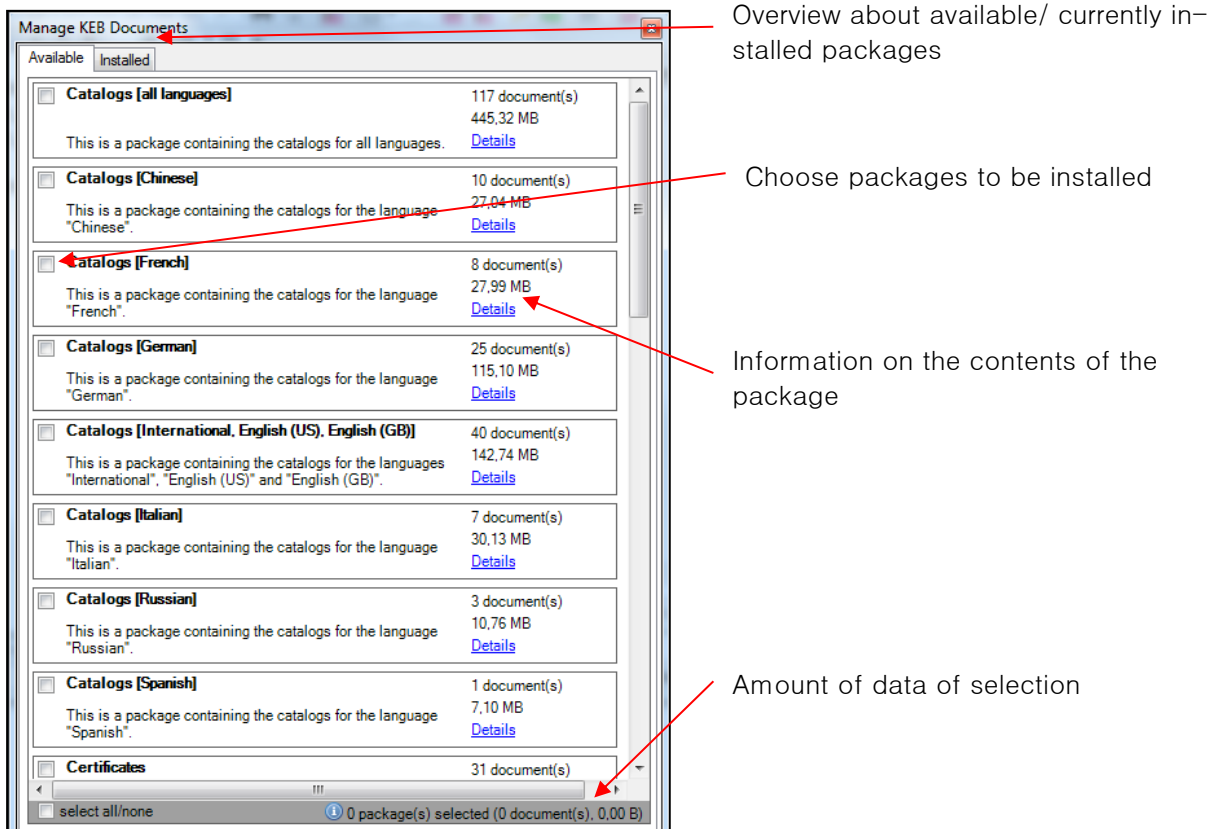 Manage KEB Documents
Overview about available/ currently in-
stalled packages
Available
Installed
Catalogs [all languages]
117 document(s)
445,32 MB
This is a package containing the catalogs for all languages.
Details
Catalogs [Chinese]
10 document(s)
27,04 MB
This is a package containing the catalogs for the language
"Chinese".
Details
Choose packages to be installed
Catalogs [French]
8 document(s)
27,99 MB
This is a package containing the catalogs for the language
"French".
Details
Catalogs [German]
25 document(s)
115,10 MB
This is a package containing the catalogs for the language
"German".
Details
Information on the contents of the
package
Catalogs [International, English (US), English (GB)]
40 document(s)
142,74 MB
This is a package containing the catalogs for the languages
"International", "English (US)" and "English (GB)".
Details
Catalogs [Italian]
7 document(s)
30,13 MB
This is a package containing the catalogs for the language
"Italian".
Details
Catalogs [Russian]
3 document(s)
10,76 MB
This is a package containing the catalogs for the language
"Russian".
Details
Catalogs [Spanish]
1 document(s)
7,10 MB
This is a package containing the catalogs for the language
"Spanish".
Details
Amount of data of selection
Certificates
31 document(s)
select all/none
0 package(s) selected (0 document(s), 0,00 B)